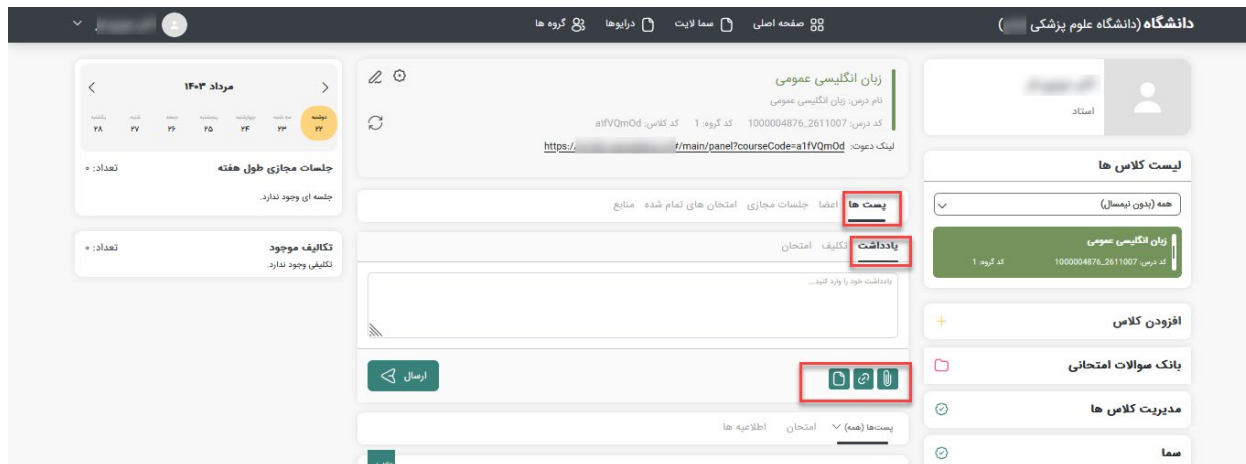 دانشگاه (دانشگاه علوم پزشکی )
صفحه اصلی
سما لایت
درایوها
گروه ها
استاد
لیست کلاس ها
همه (بدون نیمسال)
زبان انگلیسی عمومی
کد درس: 2611007_1000004876 کد گروه: 1
افزودن کلاس
بانک سوالات امتحانی
مدیریت کلاس ها
سما
زبان انگلیسی عمومی
نام درس: زبان انگلیسی عمومی
کد درس: 2611007_1000004876 کد گروه: 1 کد کلاس: a1fVQmOd
لینک دعوت: https:/ #/main/panel?courseCode=a1fVQmOd
پست ها اعضا جلسات مجازی امتحان های تمام شده منابع
یادداشت تکلیف امتحان
یادداشت خود را وارد کنید...
ارسال
پست‌ها (همه) امتحان اطلاعیه ها
مرداد ۱۴۰۳
دوشنبه سه شنبه چهارشنبه پنجشنبه جمعه شنبه یکشنبه
۲۲ ۲۳ ۲۴ ۲۵ ۲۶ ۲۷ ۲۸
جلسات مجازی طول هفته تعداد: ۰
جلسه ای وجود ندارد.
تکالیف موجود تعداد: ۰
تکلیفی وجود ندارد.